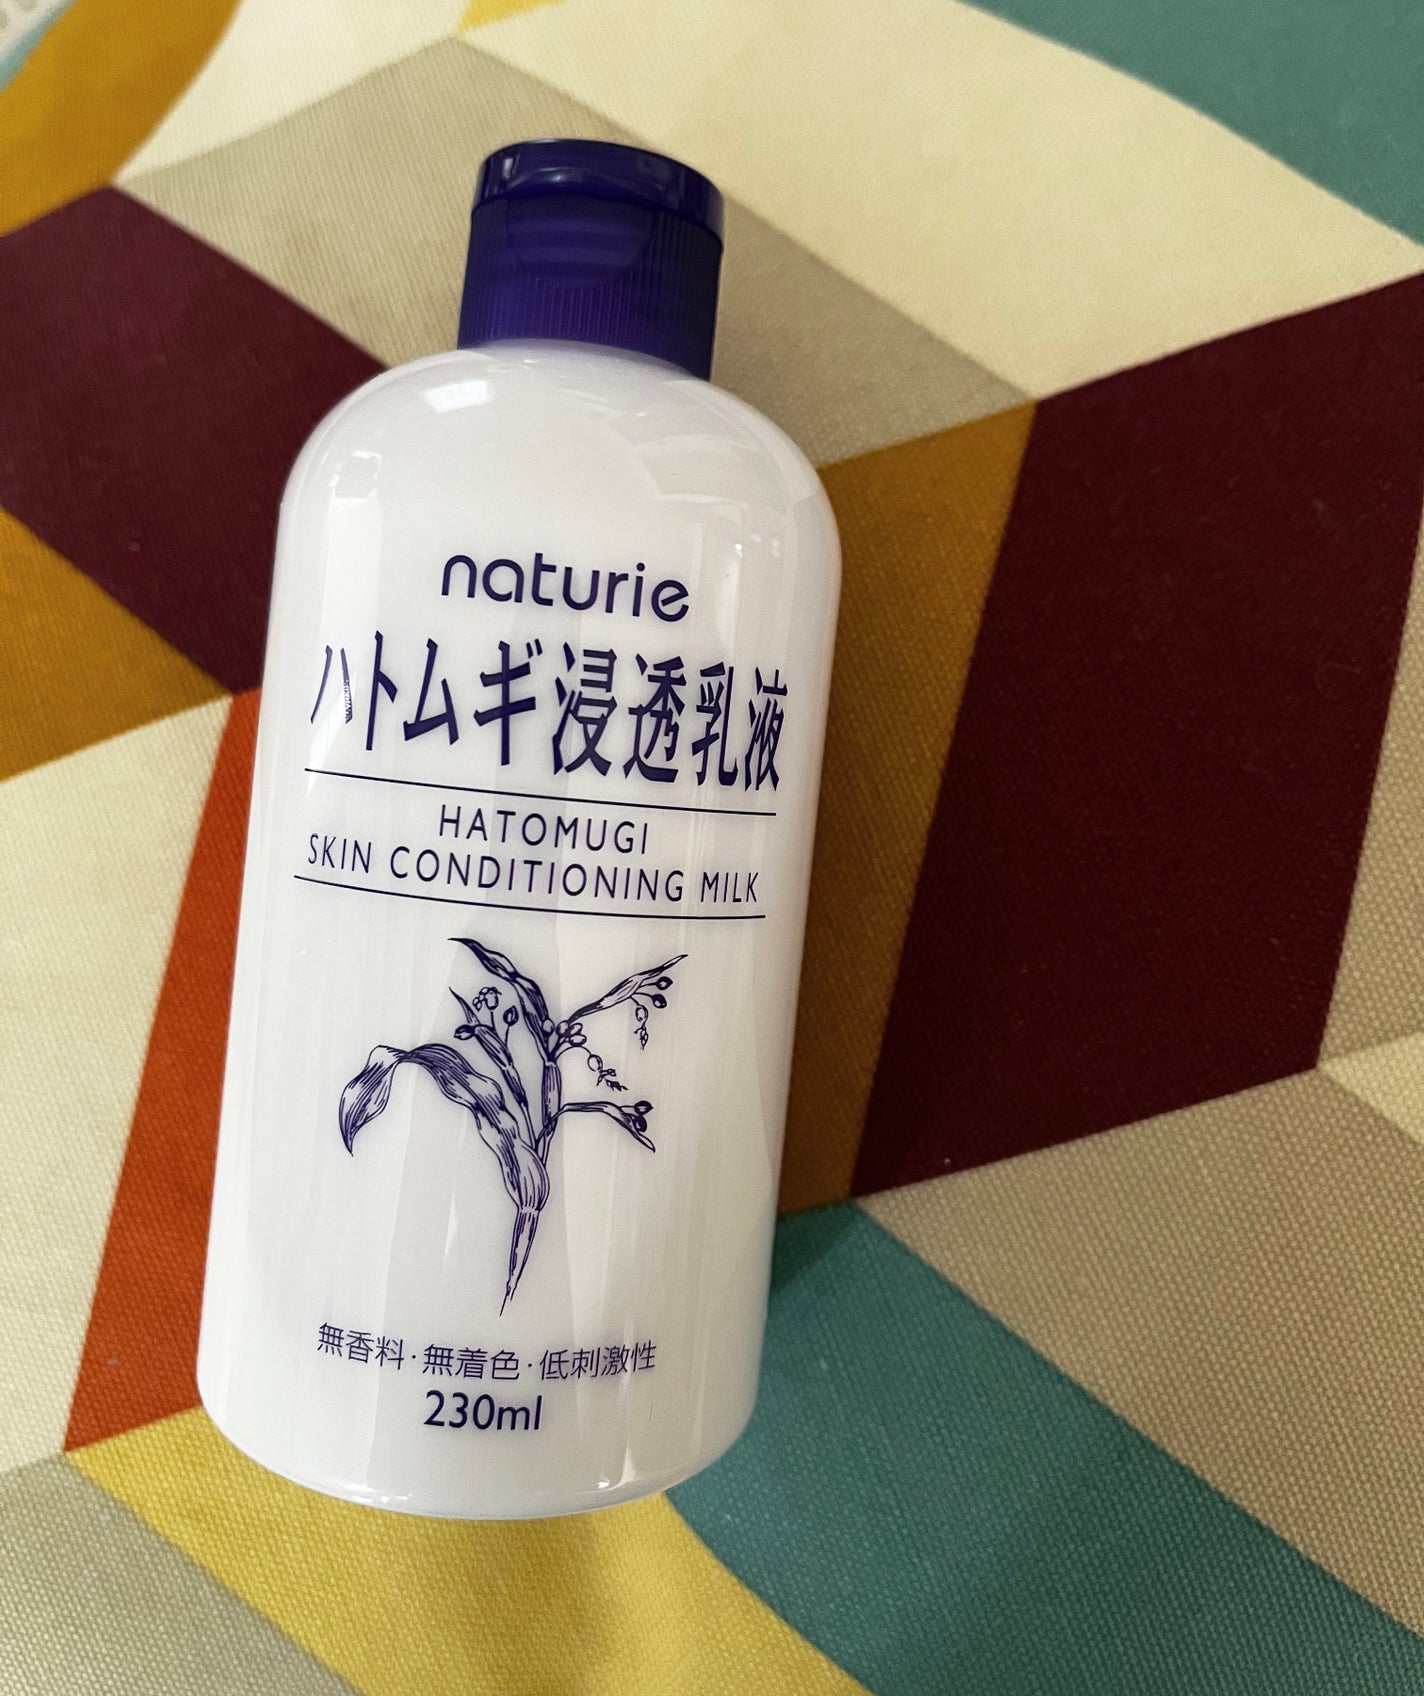 naturie
ハトムギ浸透乳液
HATOMUGI
SKIN CONDITIONING MILK
無香料・無着色・低刺激性
230ml